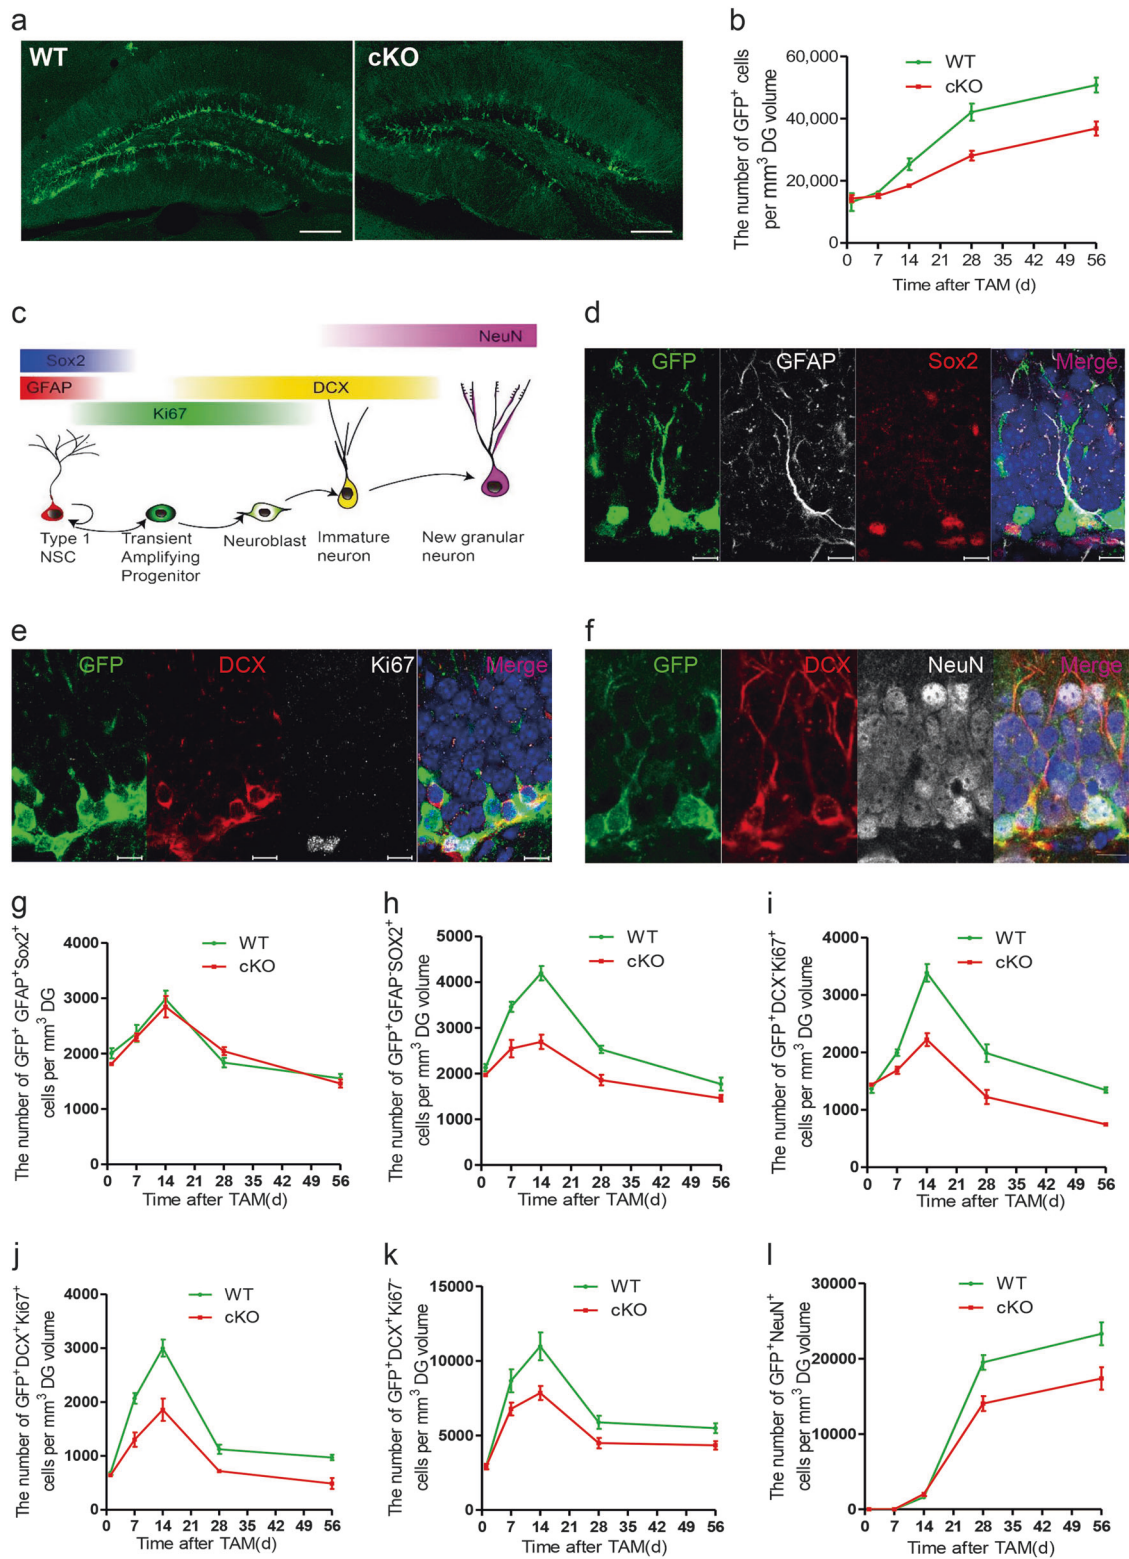 a
WT
cKO
b
The number of GFP⁺ cells
per mm³ DG volume
60,000
40,000
20,000
0
WT
cKO
0 7 14 21 28 35 42 49 56
Time after TAM (d)
c
NeuN
Sox2
GFAP
DCX
Ki67
Type 1
NSC
Transient
Amplifying
Progenitor
Neuroblast
Immature
neuron
New granular
neuron
d
GFP
GFAP
Sox2
Merge
e
GFP
DCX
Ki67
Merge
f
GFP
DCX
NeuN
Merge
g
The number of GFP⁺ GFAP⁺Sox2⁺
cells per mm³ DG
4000
3000
2000
1000
0
WT
cKO
0 7 14 21 28 35 42 49 56
Time after TAM(d)
h
The number of GFP⁺GFAP⁻SOX2⁺
cells per mm³ DG volume
5000
4000
3000
2000
1000
0
WT
cKO
0 7 14 21 28 35 42 49 56
Time after TAM(d)
i
The number of GFP⁺DCX⁻Ki67⁺
cells per mm³ DG volume
4000
3000
2000
1000
0
WT
cKO
0 7 14 21 28 35 42 49 56
Time after TAM(d)
j
The number of GFP⁺DCX⁺Ki67⁺
cells per mm³ DG volume
4000
3000
2000
1000
0
WT
cKO
0 7 14 21 28 35 42 49 56
Time after TAM(d)
k
The number of GFP⁺DCX⁺Ki67⁻
cells per mm³ DG volume
15000
10000
5000
0
WT
cKO
0 7 14 21 28 35 42 49 56
Time after TAM(d)
l
The number of GFP⁺NeuN⁺
cells per mm³ DG volume
30000
20000
10000
0
WT
cKO
0 7 14 21 28 35 42 49 56
Time after TAM(d)